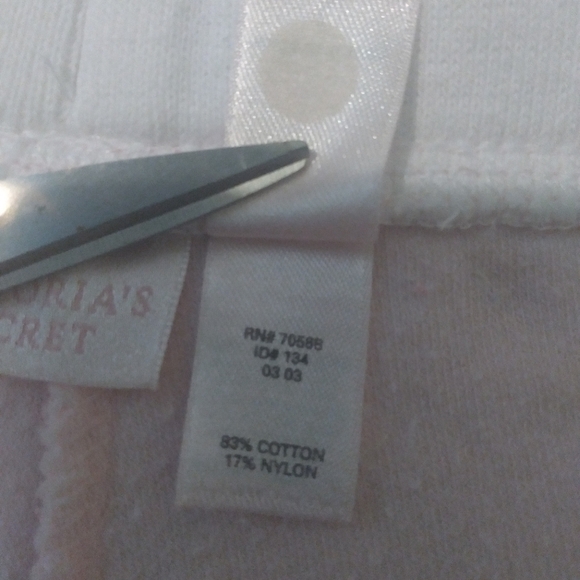 ORIA'S
CRET
RN# 70588
ID# 134
03 03
83% COTTON
17% NYLON